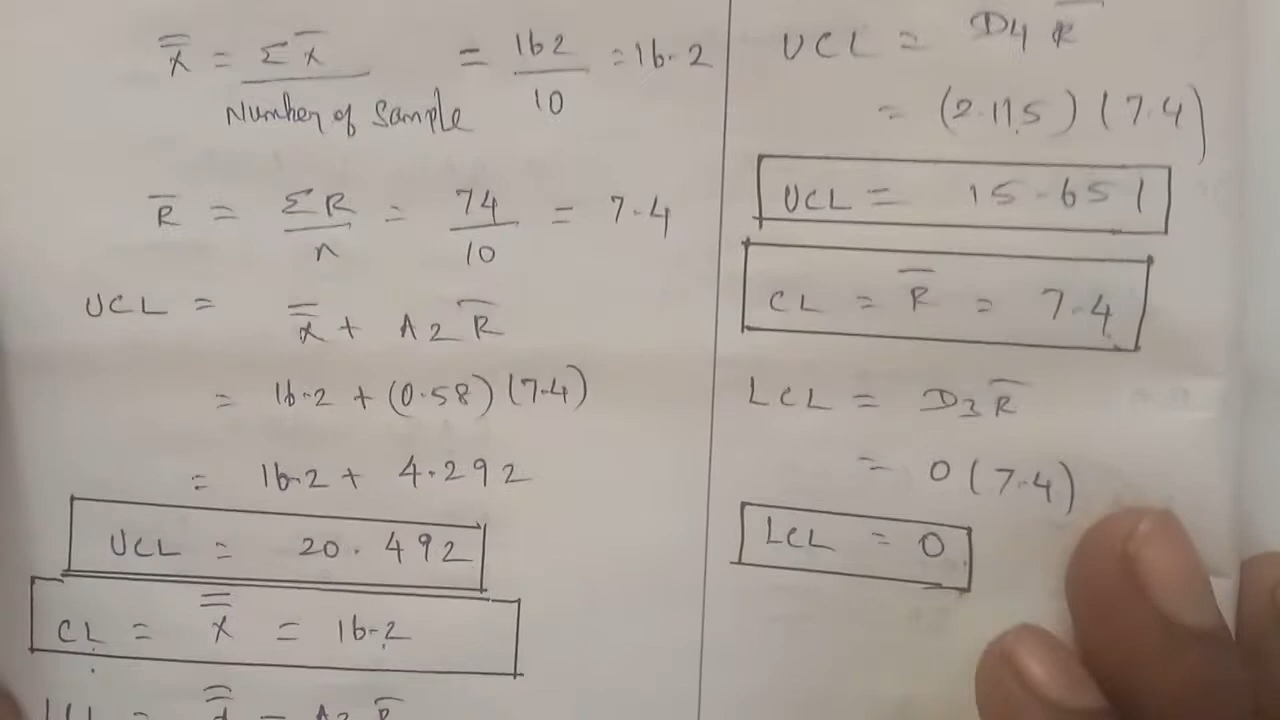 X̿ = ΣX̄ / Number of Sample = 162 / 10 = 16.2
R̄ = ΣR / n = 74 / 10 = 7.4
UCL = X̿ + A2 R̄
= 16.2 + (0.58) (7.4)
= 16.2 + 4.292
UCL = 20.492
CL = X̿ = 16.2
LCL = X̿ - A2 R̄
UCL = D4 R̄
= (2.115) (7.4)
UCL = 15.651
CL = R̄ = 7.4
LCL = D3 R̄
= 0 (7.4)
LCL = 0